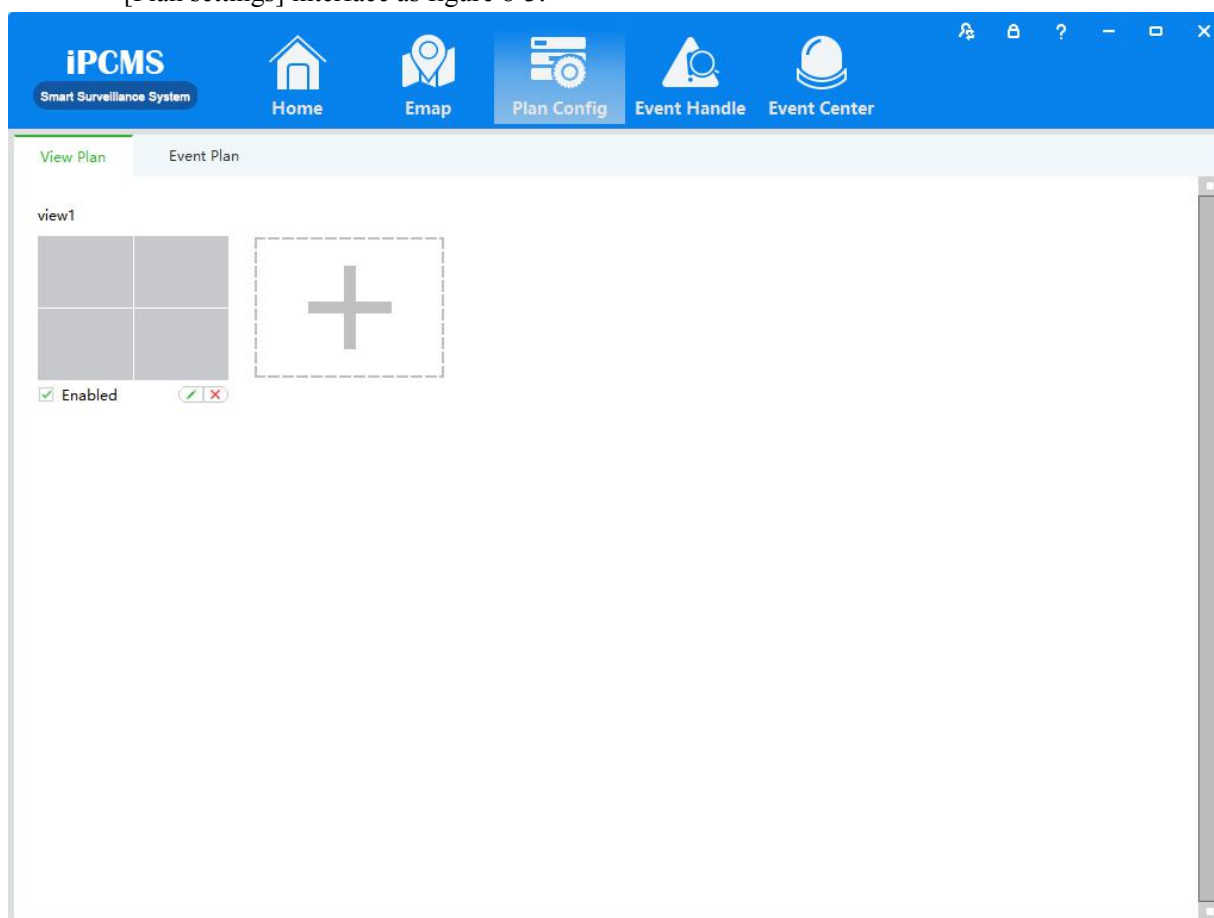 [Plan settings] interface as figure 6-3.
iPCMS
Smart Surveillance System
Home
Emap
Plan Config
Event Handle
Event Center
?
View Plan
Event Plan
view1
Enabled